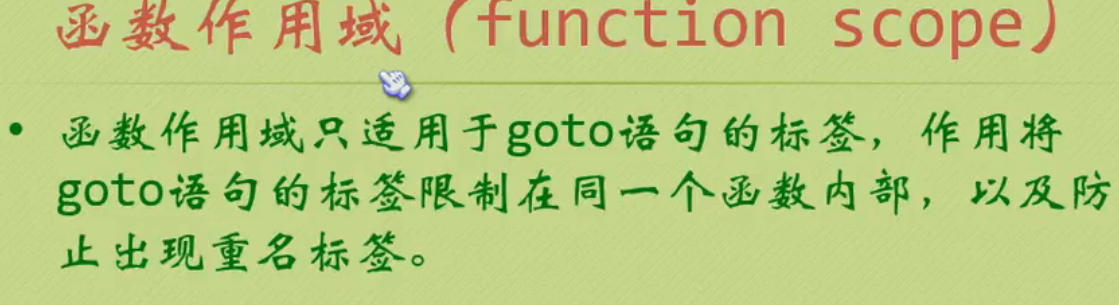 函数作用域（function scope）
• 函数作用域只适用于goto语句的标签，作用将
goto语句的标签限制在同一个函数内部，以及防
止出现重名标签。